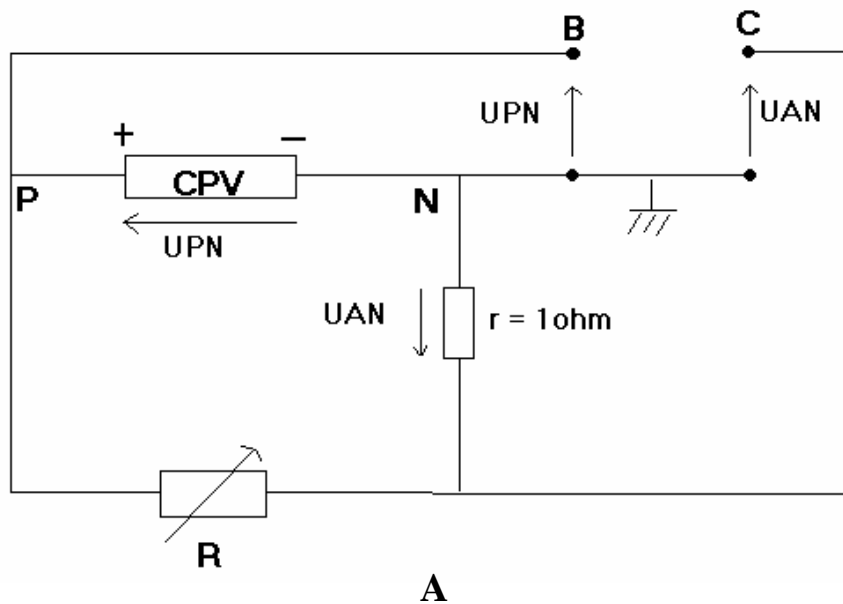 B C
UPN UAN
+ −
CPV
P N
UPN
UAN r = 1ohm
R
A